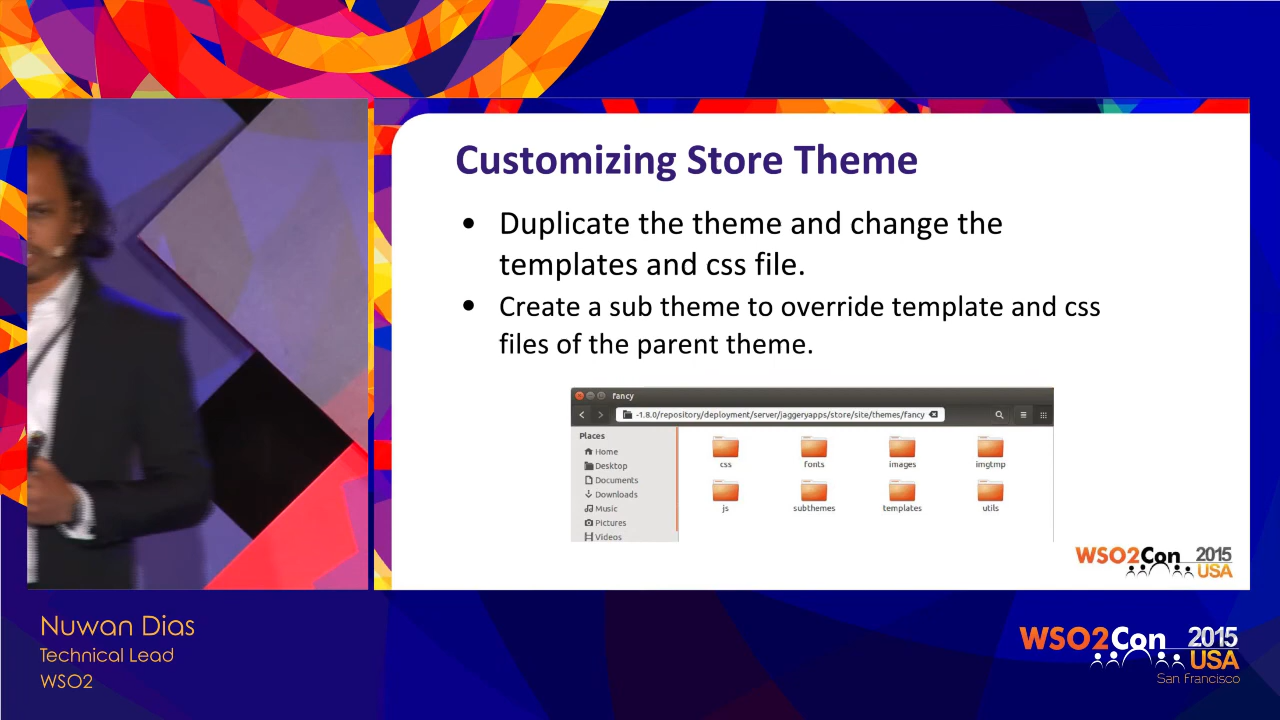 Customizing Store Theme
• Duplicate the theme and change the
templates and css file.
• Create a sub theme to override template and css
files of the parent theme.
fancy
-1.8.0/repository/deployment/server/jaggeryapps/store/site/themes/fancy
Places
Home
Desktop
Documents
Downloads
Music
Pictures
Videos
css
fonts
images
imgtmp
js
subthemes
templates
utils
WSO2Con 2015
USA
Nuwan Dias
Technical Lead
WSO2
WSO2Con 2015
USA
San Francisco